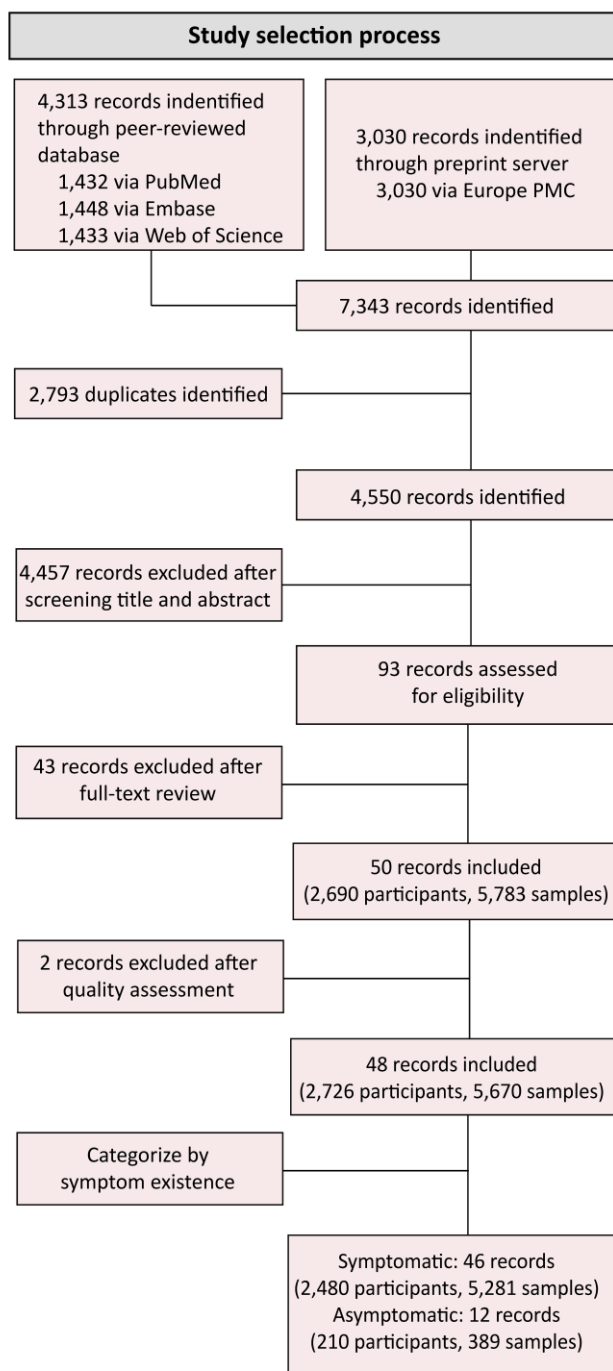 Study selection process
4,313 records indentified
through peer-reviewed
database
1,432 via PubMed
1,448 via Embase
1,433 via Web of Science
3,030 records indentified
through preprint server
3,030 via Europe PMC
7,343 records identified
2,793 duplicates identified
4,550 records identified
4,457 records excluded after
screening title and abstract
93 records assessed
for eligibility
43 records excluded after
full-text review
50 records included
(2,690 participants, 5,783 samples)
2 records excluded after
quality assessment
48 records included
(2,726 participants, 5,670 samples)
Categorize by
symptom existence
Symptomatic: 46 records
(2,480 participants, 5,281 samples)
Asymptomatic: 12 records
(210 participants, 389 samples)